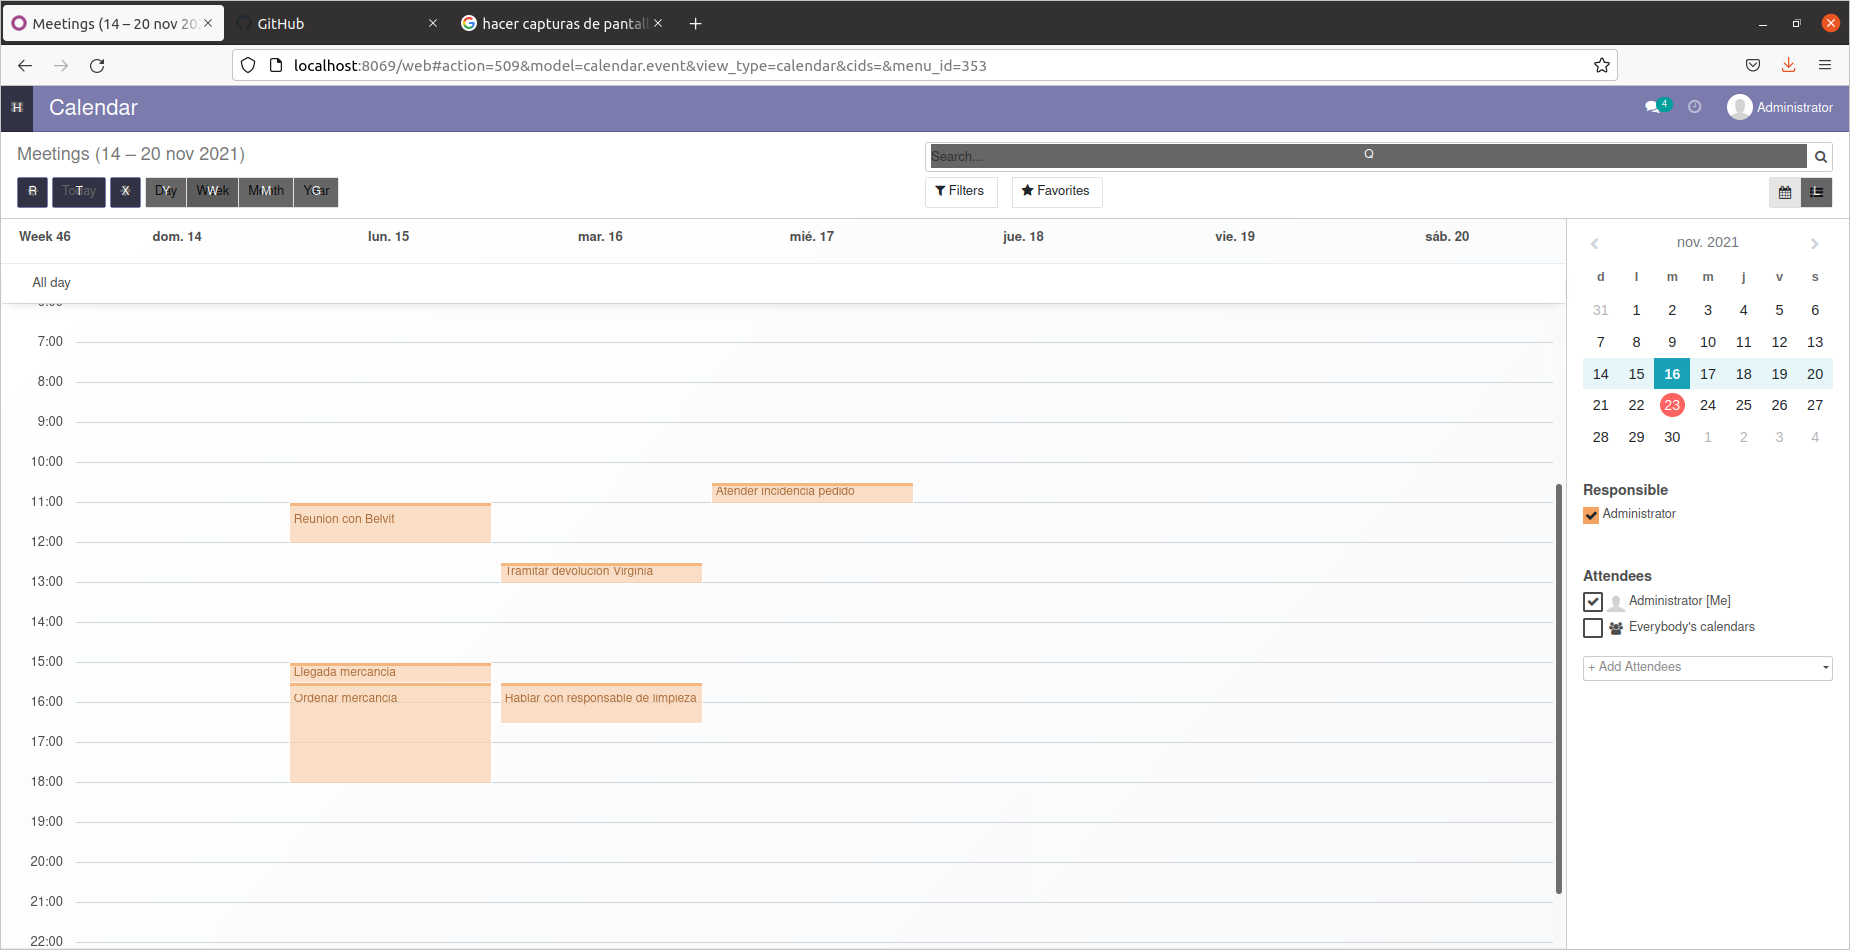 Meetings (14 – 20 nov 20
GitHub
hacer capturas de pantall
localhost:8069/web#action=509&model=calendar.event&view_type=calendar&cids=&menu_id=353
H
Calendar
4
Administrator
Meetings (14 – 20 nov 2021)
Search...
Q
R
Today T
X
Day Y
Week W
Month M
Year G
Filters
Favorites
L
Week 46
dom. 14
lun. 15
mar. 16
mié. 17
jue. 18
vie. 19
sáb. 20
All day
7:00
8:00
9:00
10:00
11:00
12:00
13:00
14:00
15:00
16:00
17:00
18:00
19:00
20:00
21:00
22:00
Atender incidencia pedido
Reunion con Belvit
Tramitar devolucion Virginia
Llegada mercancia
Ordenar mercancia
Hablar con responsable de limpieza
nov. 2021
d l m m j v s
31 1 2 3 4 5 6
7 8 9 10 11 12 13
14 15 16 17 18 19 20
21 22 23 24 25 26 27
28 29 30 1 2 3 4
Responsible
Administrator
Attendees
Administrator [Me]
Everybody's calendars
+ Add Attendees